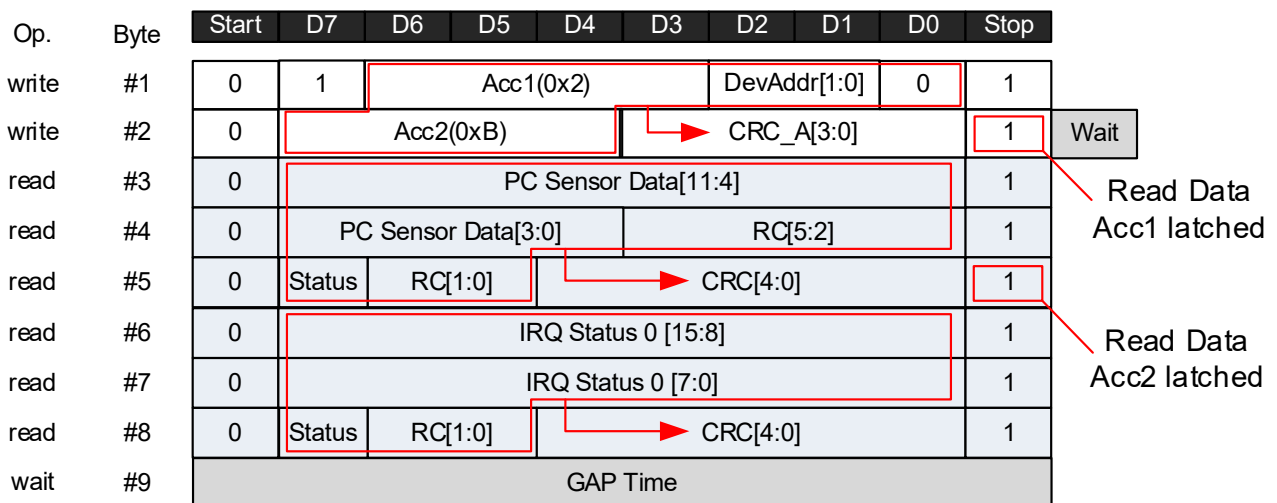 Op. Byte Start D7 D6 D5 D4 D3 D2 D1 D0 Stop
write #1 0 1 Acc1(0x2) DevAddr[1:0] 0 1
write #2 0 Acc2(0xB) CRC_A[3:0] 1 Wait
read #3 0 PC Sensor Data[11:4] 1
Read Data
Acc1 latched
read #4 0 PC Sensor Data[3:0] RC[5:2] 1
read #5 0 Status RC[1:0] CRC[4:0] 1
read #6 0 IRQ Status 0 [15:8] 1
Read Data
Acc2 latched
read #7 0 IRQ Status 0 [7:0] 1
read #8 0 Status RC[1:0] CRC[4:0] 1
wait #9 GAP Time